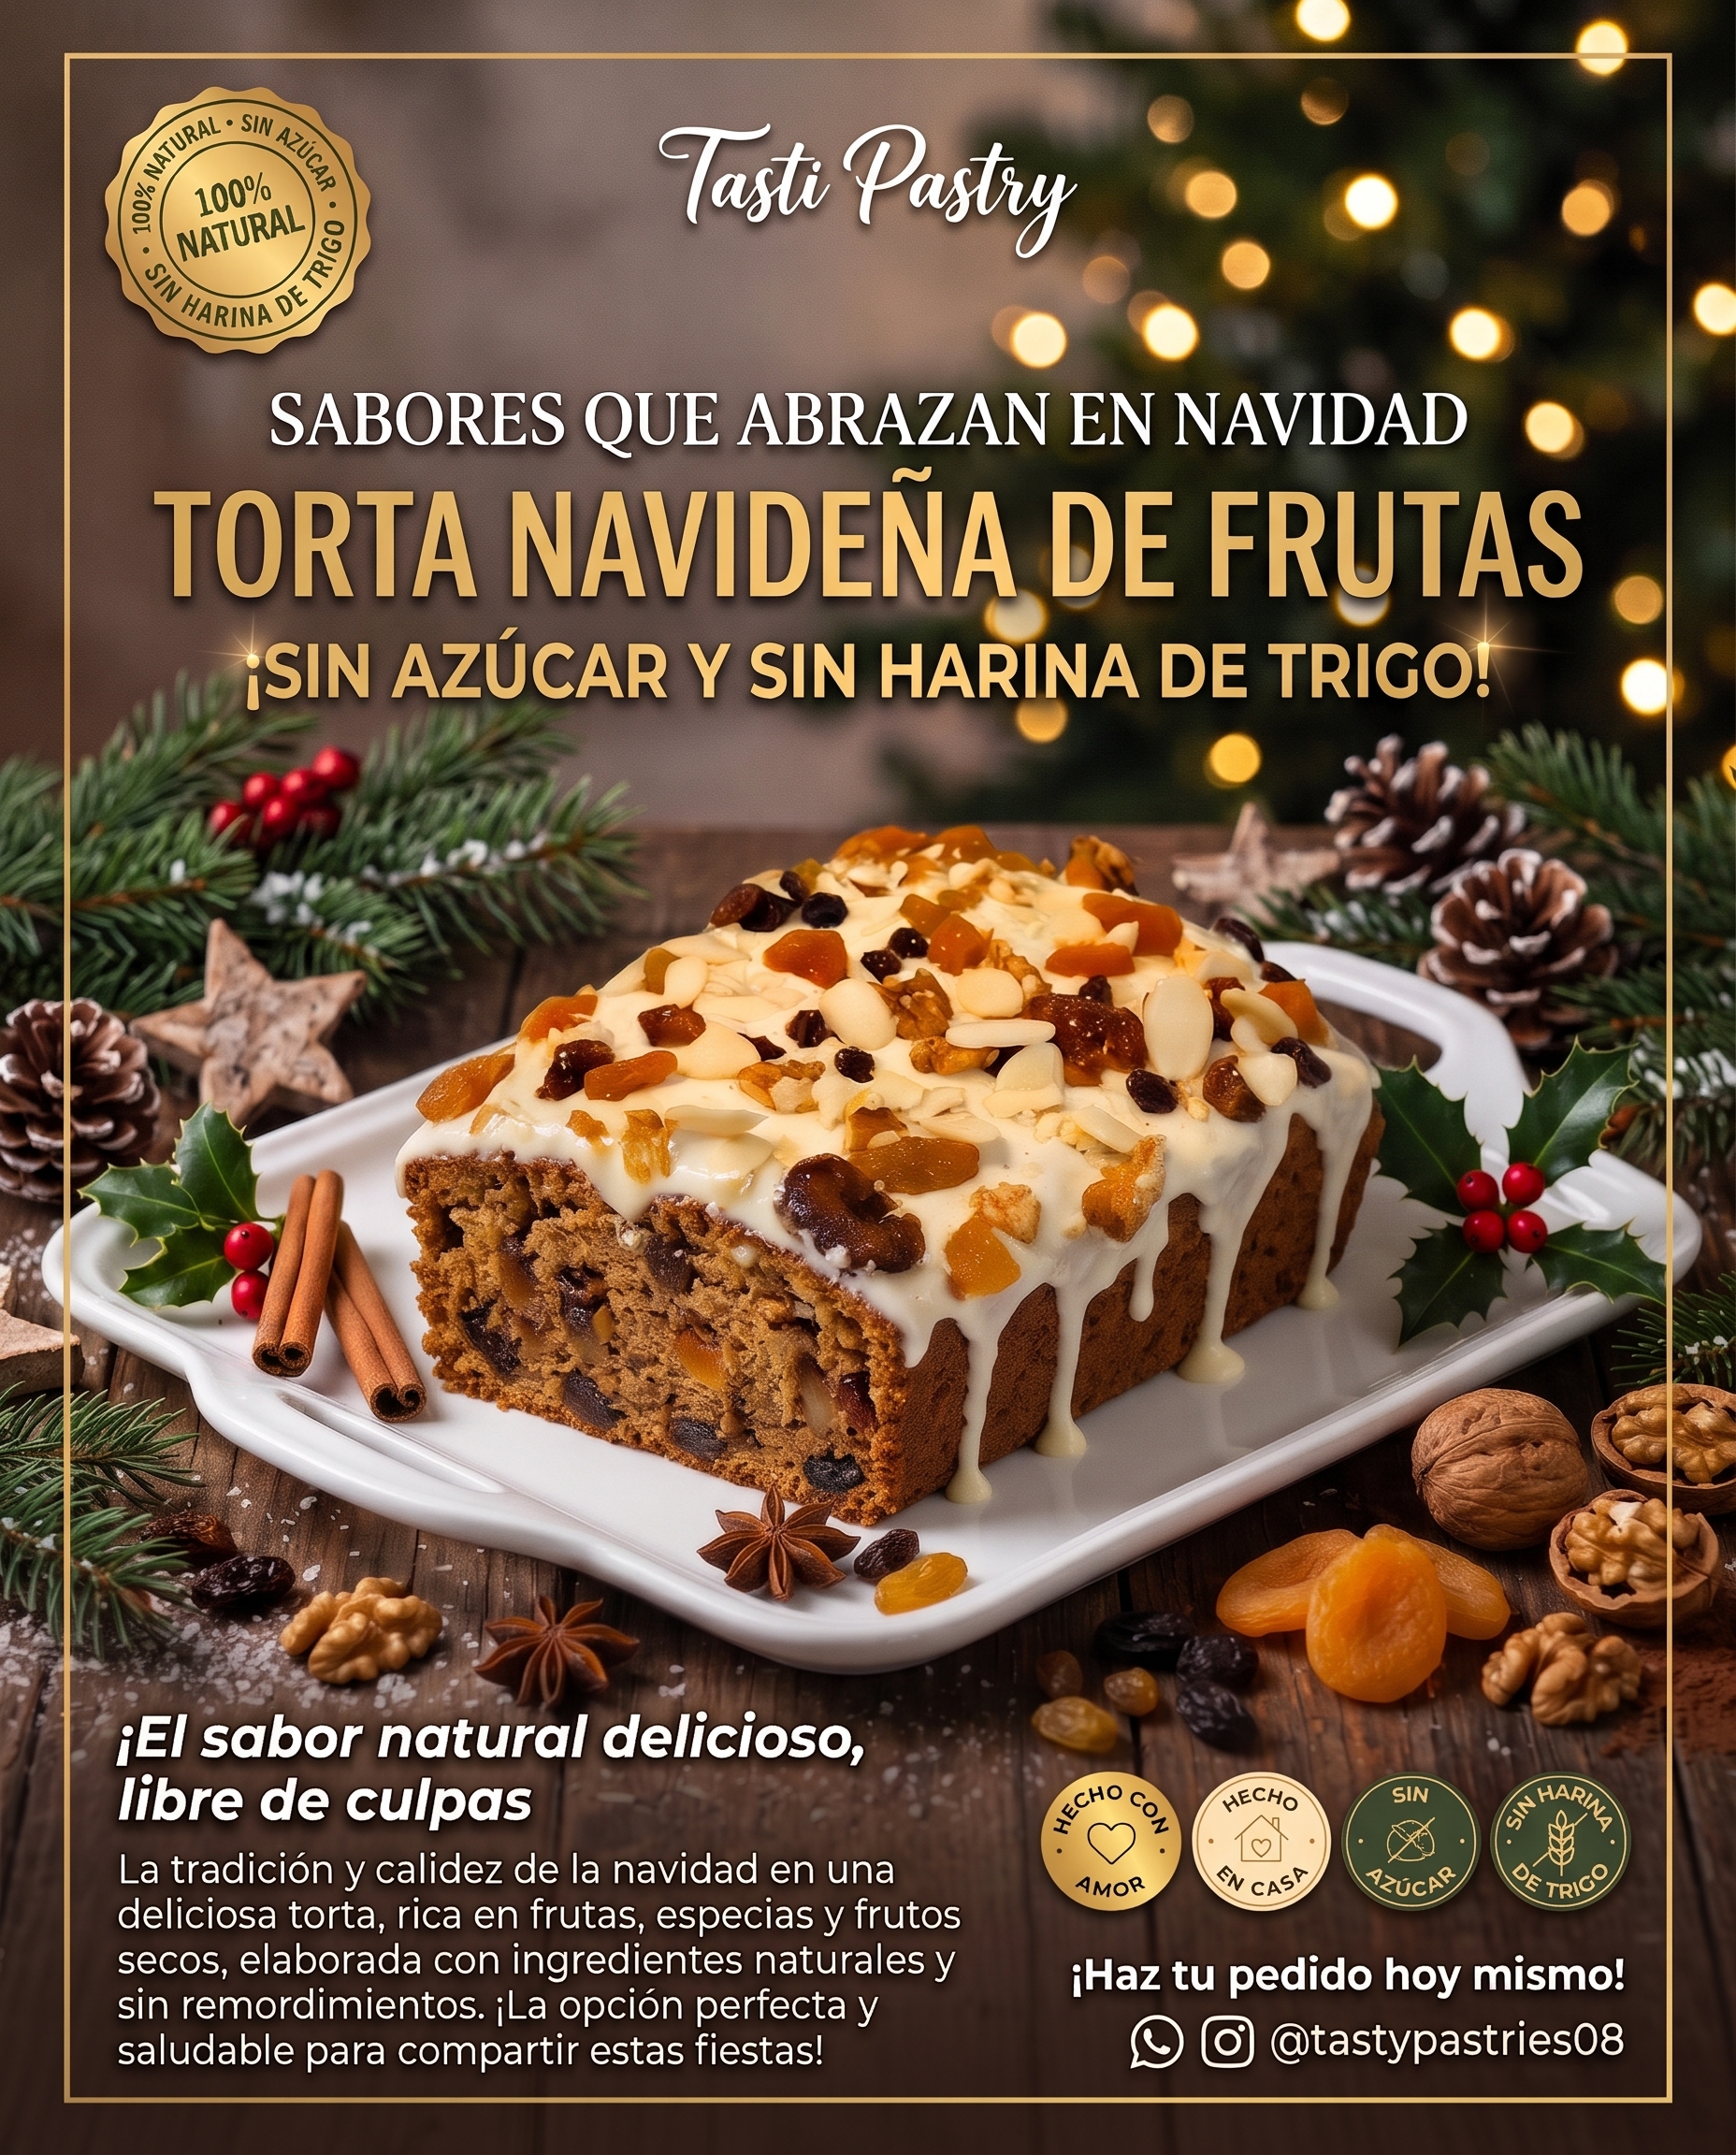 100% NATURAL • SIN AZÚCAR • SIN HARINA DE TRIGO •
100%
NATURAL
Tasti Pastry
SABORES QUE ABRAZAN EN NAVIDAD
TORTA NAVIDEÑA DE FRUTAS
¡SIN AZÚCAR Y SIN HARINA DE TRIGO!
¡El sabor natural delicioso,
libre de culpas
La tradición y calidez de la navidad en una
deliciosa torta, rica en frutas, especias y frutos
secos, elaborada con ingredientes naturales y
sin remordimientos. ¡La opción perfecta y
saludable para compartir estas fiestas!
HECHO CON
AMOR
HECHO
EN CASA
SIN
AZÚCAR
SIN HARINA
DE TRIGO
¡Haz tu pedido hoy mismo!
@tastypastries08